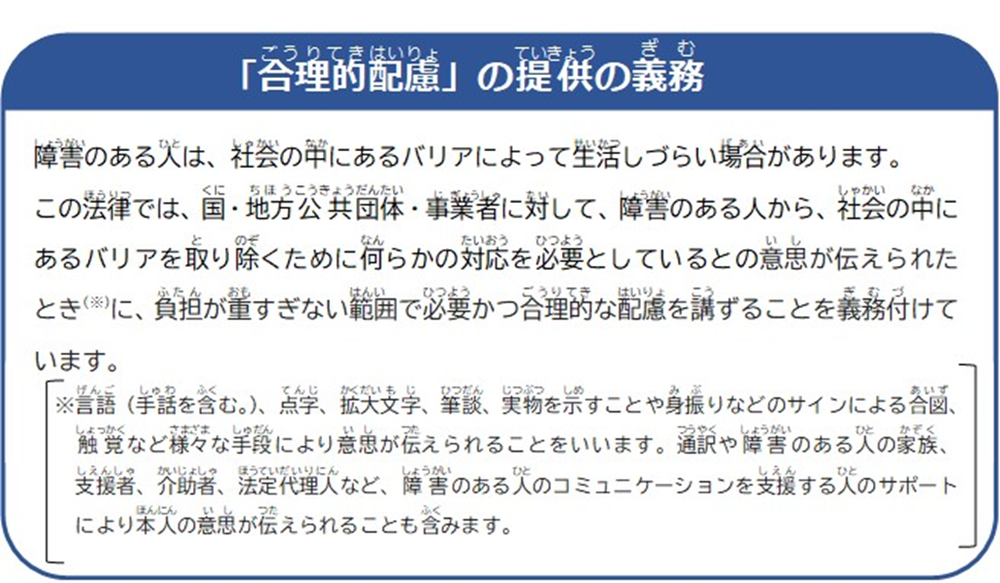 「合理的配慮」の提供の義務
障害のある人は、社会の中にあるバリアによって生活しづらい場合があります。
この法律では、国・地方公共団体・事業者に対して、障害のある人から、社会の中に
あるバリアを取り除くために何らかの対応を必要としているとの意思が伝えられた
とき(※)に、負担が重すぎない範囲で必要かつ合理的な配慮を講ずることを義務付けて
います。
※言語（手話を含む。）、点字、拡大文字、筆談、実物を示すことや身振りなどのサインによる合図、
触覚など様々な手段により意思が伝えられることをいいます。通訳や障害のある人の家族、
支援者、介助者、法定代理人など、障害のある人のコミュニケーションを支援する人のサポート
により本人の意思が伝えられることも含みます。